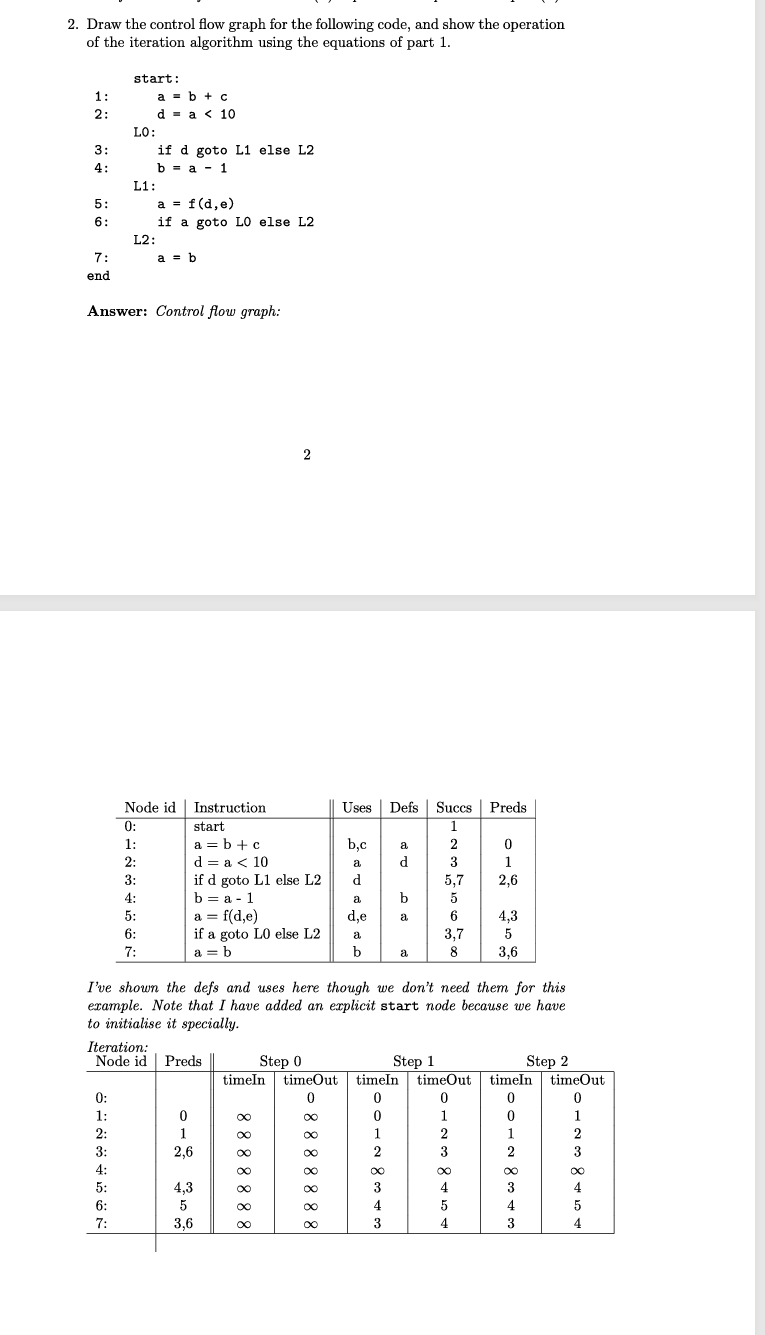 2. Draw the control flow graph for the following code, and show the operation
of the iteration algorithm using the equations of part 1.
start:
1: a = b + c
2: d = a < 10
L0:
3: if d goto L1 else L2
4: b = a - 1
L1:
5: a = f(d,e)
6: if a goto L0 else L2
L2:
7: a = b
end
Answer: Control flow graph:
2
Node id Instruction Uses Defs Succs Preds
0: start 1
1: a = b + c b,c a 2 0
2: d = a < 10 a d 3 1
3: if d goto L1 else L2 d 5,7 2,6
4: b = a - 1 a b 5
5: a = f(d,e) d,e a 6 4,3
6: if a goto L0 else L2 a 3,7 5
7: a = b b a 8 3,6
I've shown the defs and uses here though we don't need them for this
example. Note that I have added an explicit start node because we have
to initialise it specially.
Iteration:
Node id Preds Step 0 Step 1 Step 2
timeIn timeOut timeIn timeOut timeIn timeOut
0: 0 0 0 0 0
1: 0 ∞ ∞ 0 1 0 1
2: 1 ∞ ∞ 1 2 1 2
3: 2,6 ∞ ∞ 2 3 2 3
4: ∞ ∞ ∞ ∞ ∞ ∞
5: 4,3 ∞ ∞ 3 4 3 4
6: 5 ∞ ∞ 4 5 4 5
7: 3,6 ∞ ∞ 3 4 3 4